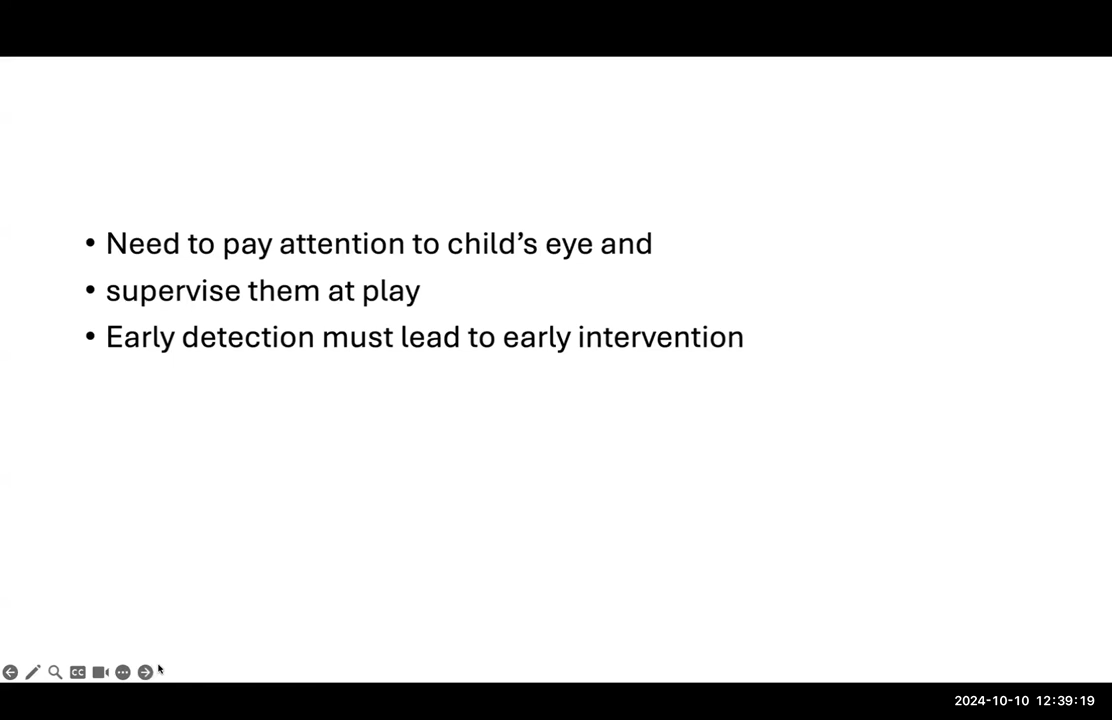 • Need to pay attention to child’s eye and
• supervise them at play
• Early detection must lead to early intervention
CC
2024-10-10 12:39:19